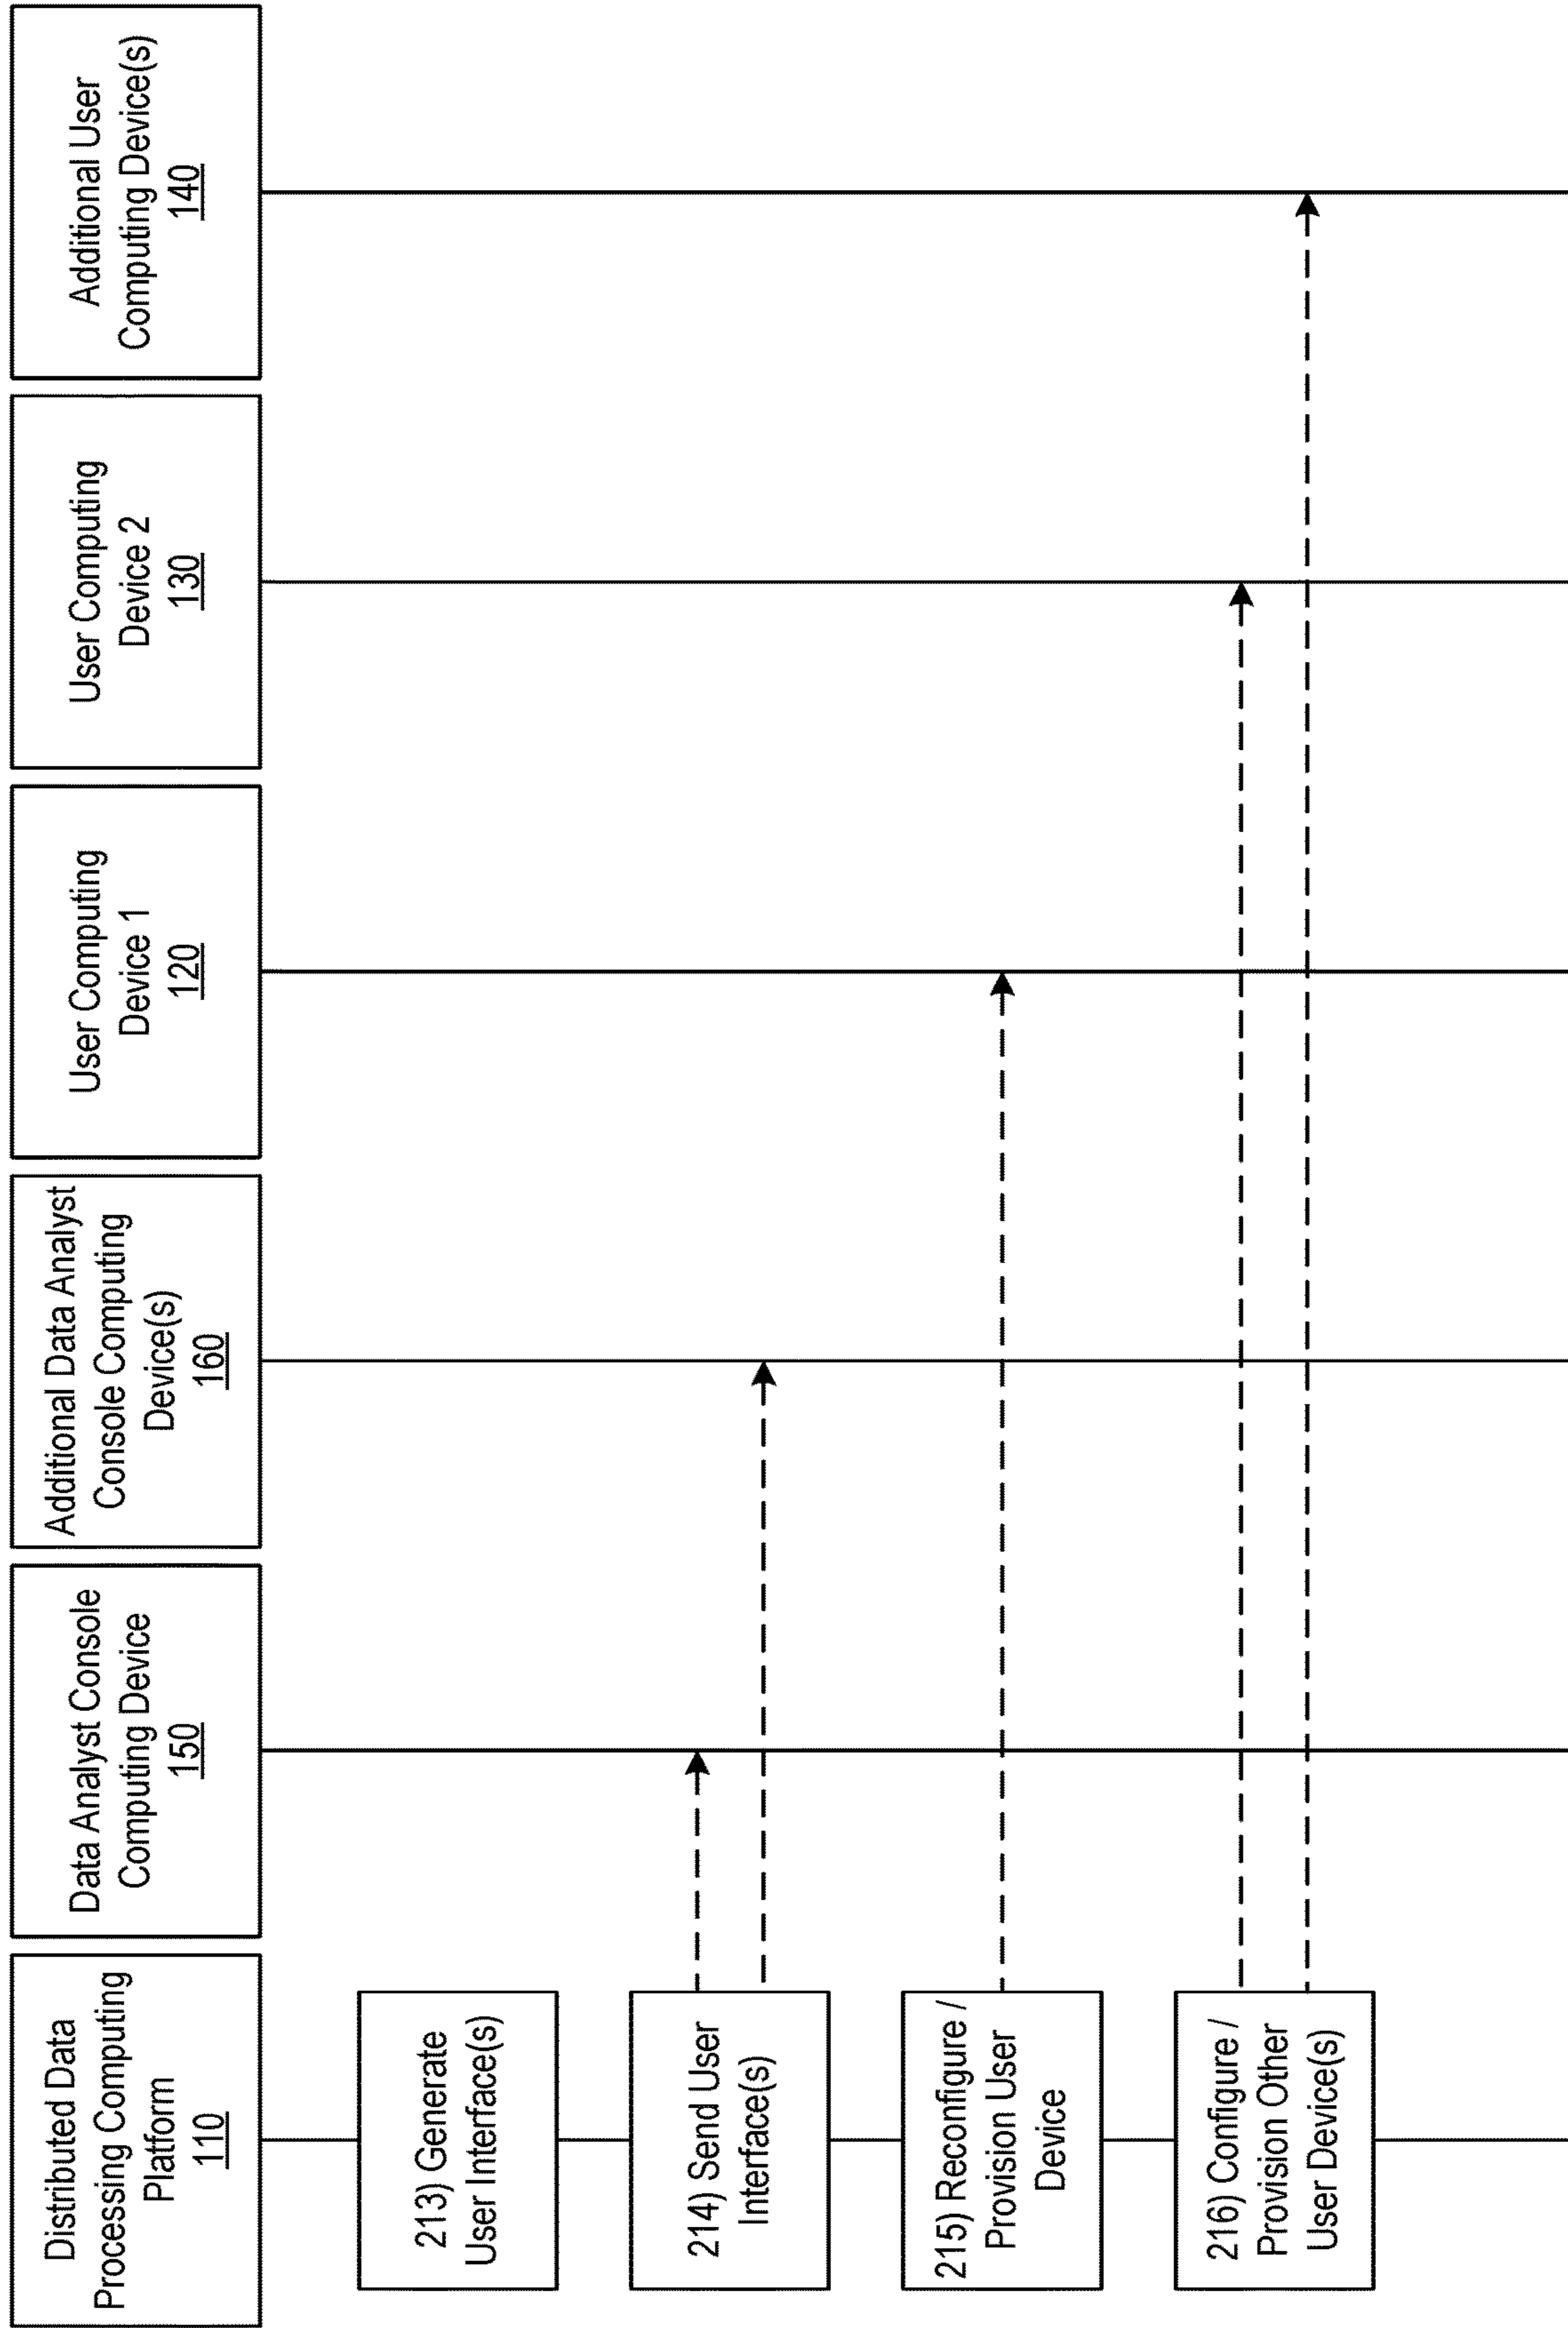 Distributed Data
Processing Computing
Platform
110
Data Analyst Console
Computing Device
150
Additional Data Analyst
Console Computing
Device(s)
160
User Computing
Device 1
120
User Computing
Device 2
130
Additional User
Computing Device(s)
140
213) Generate
User Interface(s)
214) Send User
Interface(s)
215) Reconfigure /
Provision User
Device
216) Configure /
Provision Other
User Device(s)